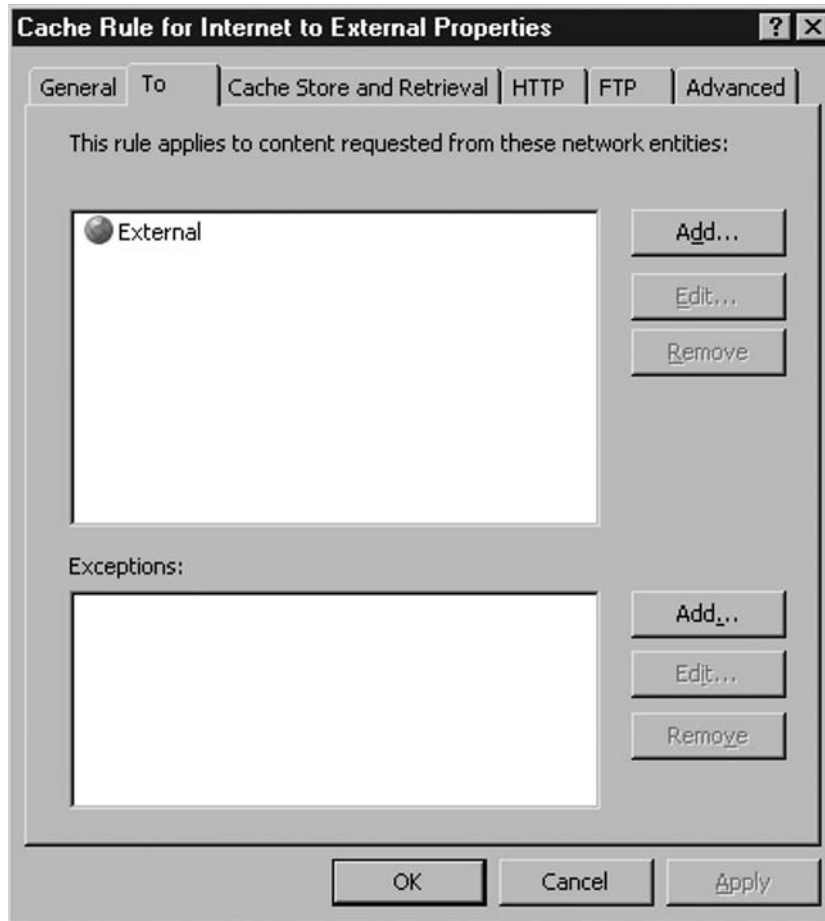 Cache Rule for Internet to External Properties
General To Cache Store and Retrieval HTTP FTP Advanced
This rule applies to content requested from these network entities:
External
Add...
Edit...
Remove
Exceptions:
Add...
Edit...
Remove
OK Cancel Apply